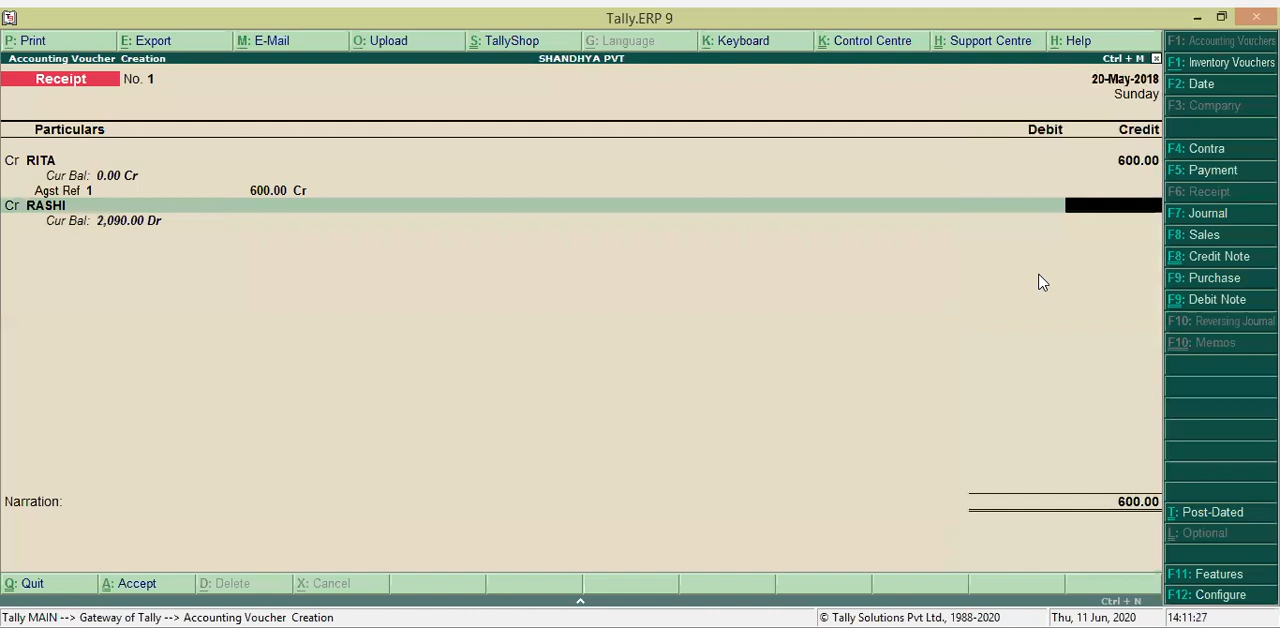 Tally.ERP 9
P: Print E: Export M: E-Mail O: Upload S: TallyShop G: Language K: Keyboard K: Control Centre H: Support Centre H: Help
Accounting Voucher Creation SHANDHYA PVT Ctrl + M
Receipt No. 1 20-May-2018
Sunday
Particulars Debit Credit
Cr RITA 600.00
Cur Bal: 0.00 Cr
Agst Ref 1 600.00 Cr
Cr RASHI
Cur Bal: 2,090.00 Dr
Narration: 600.00
Q: Quit A: Accept D: Delete X: Cancel
Ctrl + N
Tally MAIN --> Gateway of Tally --> Accounting Voucher Creation © Tally Solutions Pvt Ltd., 1988-2020 Thu, 11 Jun, 2020 14:11:27
F1: Accounting Vouchers
F1: Inventory Vouchers
F2: Date
F3: Company
F4: Contra
F5: Payment
F6: Receipt
F7: Journal
F8: Sales
F8: Credit Note
F9: Purchase
F9: Debit Note
F10: Reversing Journal
F10: Memos
T: Post-Dated
L: Optional
F11: Features
F12: Configure